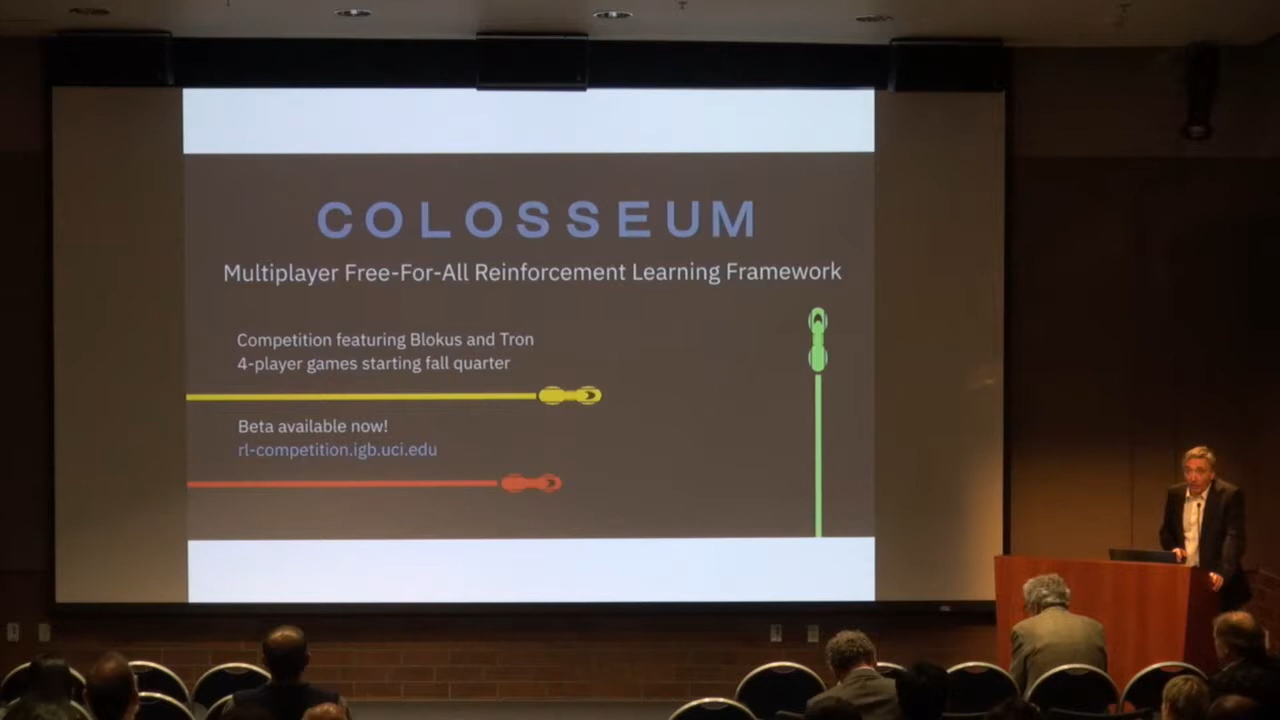 COLOSSEUM
Multiplayer Free-For-All Reinforcement Learning Framework
Competition featuring Blokus and Tron
4-player games starting fall quarter
Beta available now!
rl-competition.igb.uci.edu